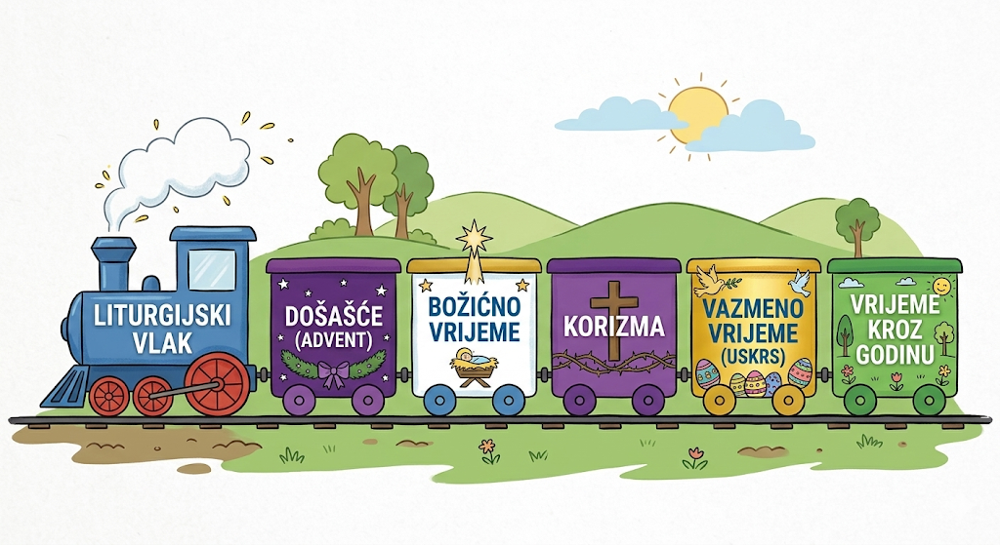 LITURGIJSKI
VLAK
DOŠAŠĆE
(ADVENT)
BOŽIĆNO
VRIJEME
KORIZMA
VAZMENO
VRIJEME
(USKRS)
VRIJEME
KROZ
GODINU